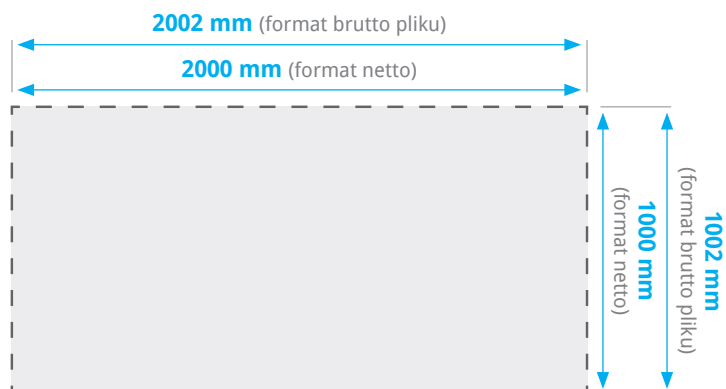 2002 mm (format brutto pliku)
2000 mm (format netto)
1000 mm
(format netto)
1002 mm
(format brutto pliku)